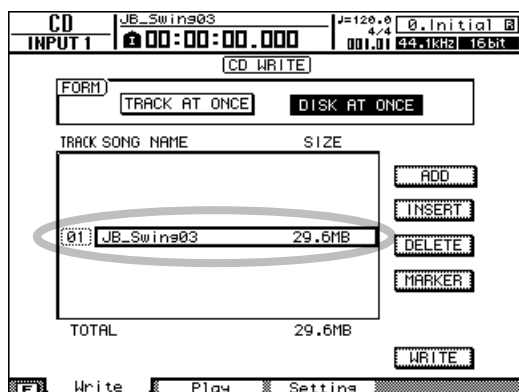 CD JB_Swing03 J=120.0 4/4 0.Initial
INPUT 1 00:00:00.000 001.01 44.1kHz 16bit
CD WRITE
FORM
TRACK AT ONCE DISK AT ONCE
TRACK SONG NAME SIZE
ADD
INSERT
01 JB_Swing03 29.6MB
DELETE
MARKER
TOTAL 29.6MB
WRITE
F Write Play Setting